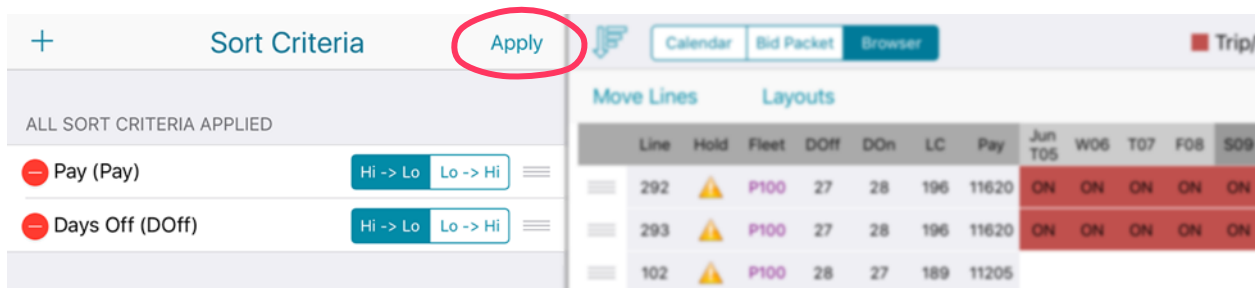 + Sort Criteria Apply
ALL SORT CRITERIA APPLIED
Pay (Pay) Hi -> Lo Lo -> Hi
Days Off (DOff) Hi -> Lo Lo -> Hi
Calendar Bid Packet Browser Trip/
Move Lines Layouts
Line Hold Fleet DOff DOn LC Pay Jun T05 W06 T07 F08 S09
292 P100 27 28 196 11620 ON ON ON ON ON
293 P100 27 28 196 11620 ON ON ON ON ON
102 P100 28 27 189 11205